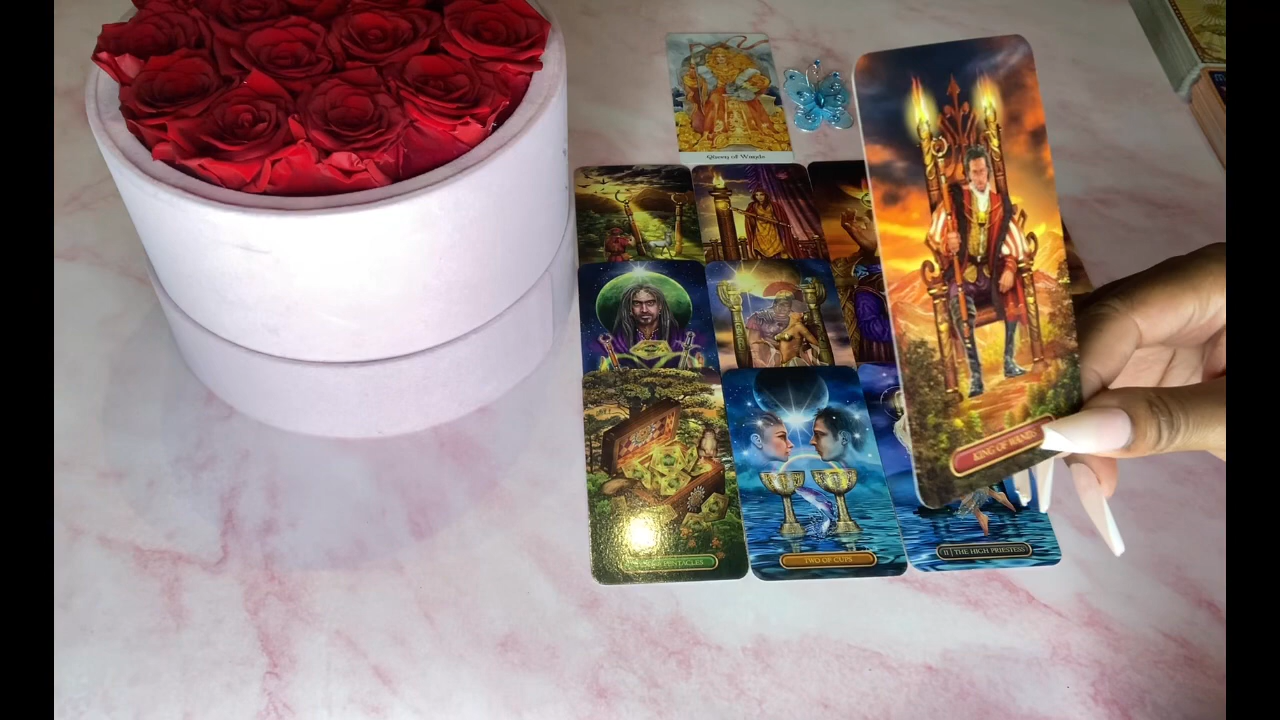 Queen of Wands
KING OF WANDS
PENTACLES
TWO OF CUPS
II | THE HIGH PRIESTESS